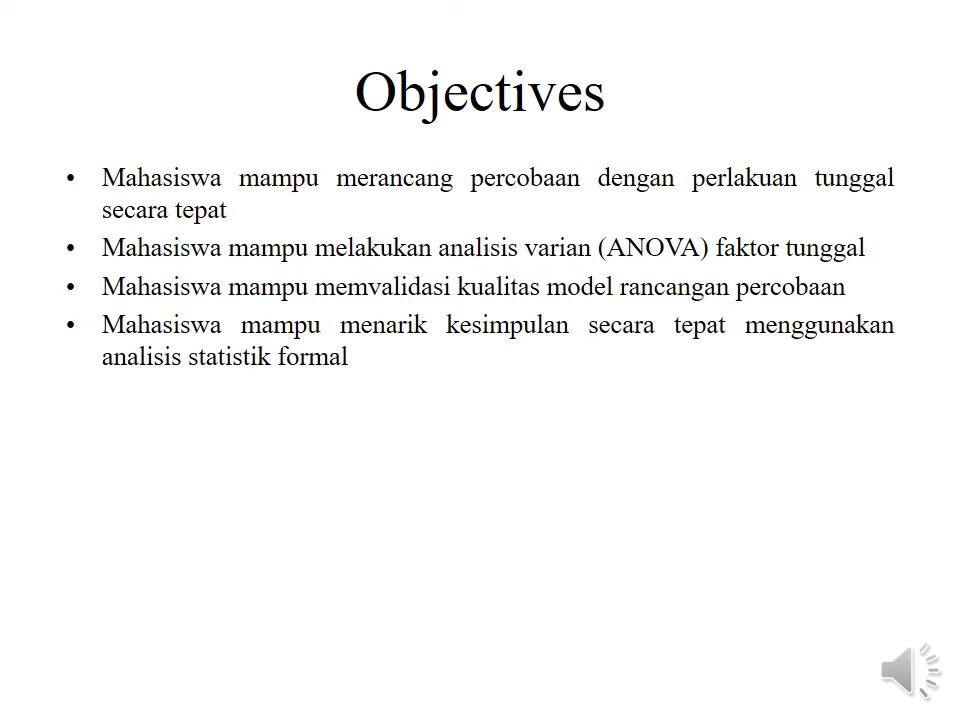 Objectives
• Mahasiswa mampu merancang percobaan dengan perlakuan tunggal
secara tepat
• Mahasiswa mampu melakukan analisis varian (ANOVA) faktor tunggal
• Mahasiswa mampu memvalidasi kualitas model rancangan percobaan
• Mahasiswa mampu menarik kesimpulan secara tepat menggunakan
analisis statistik formal